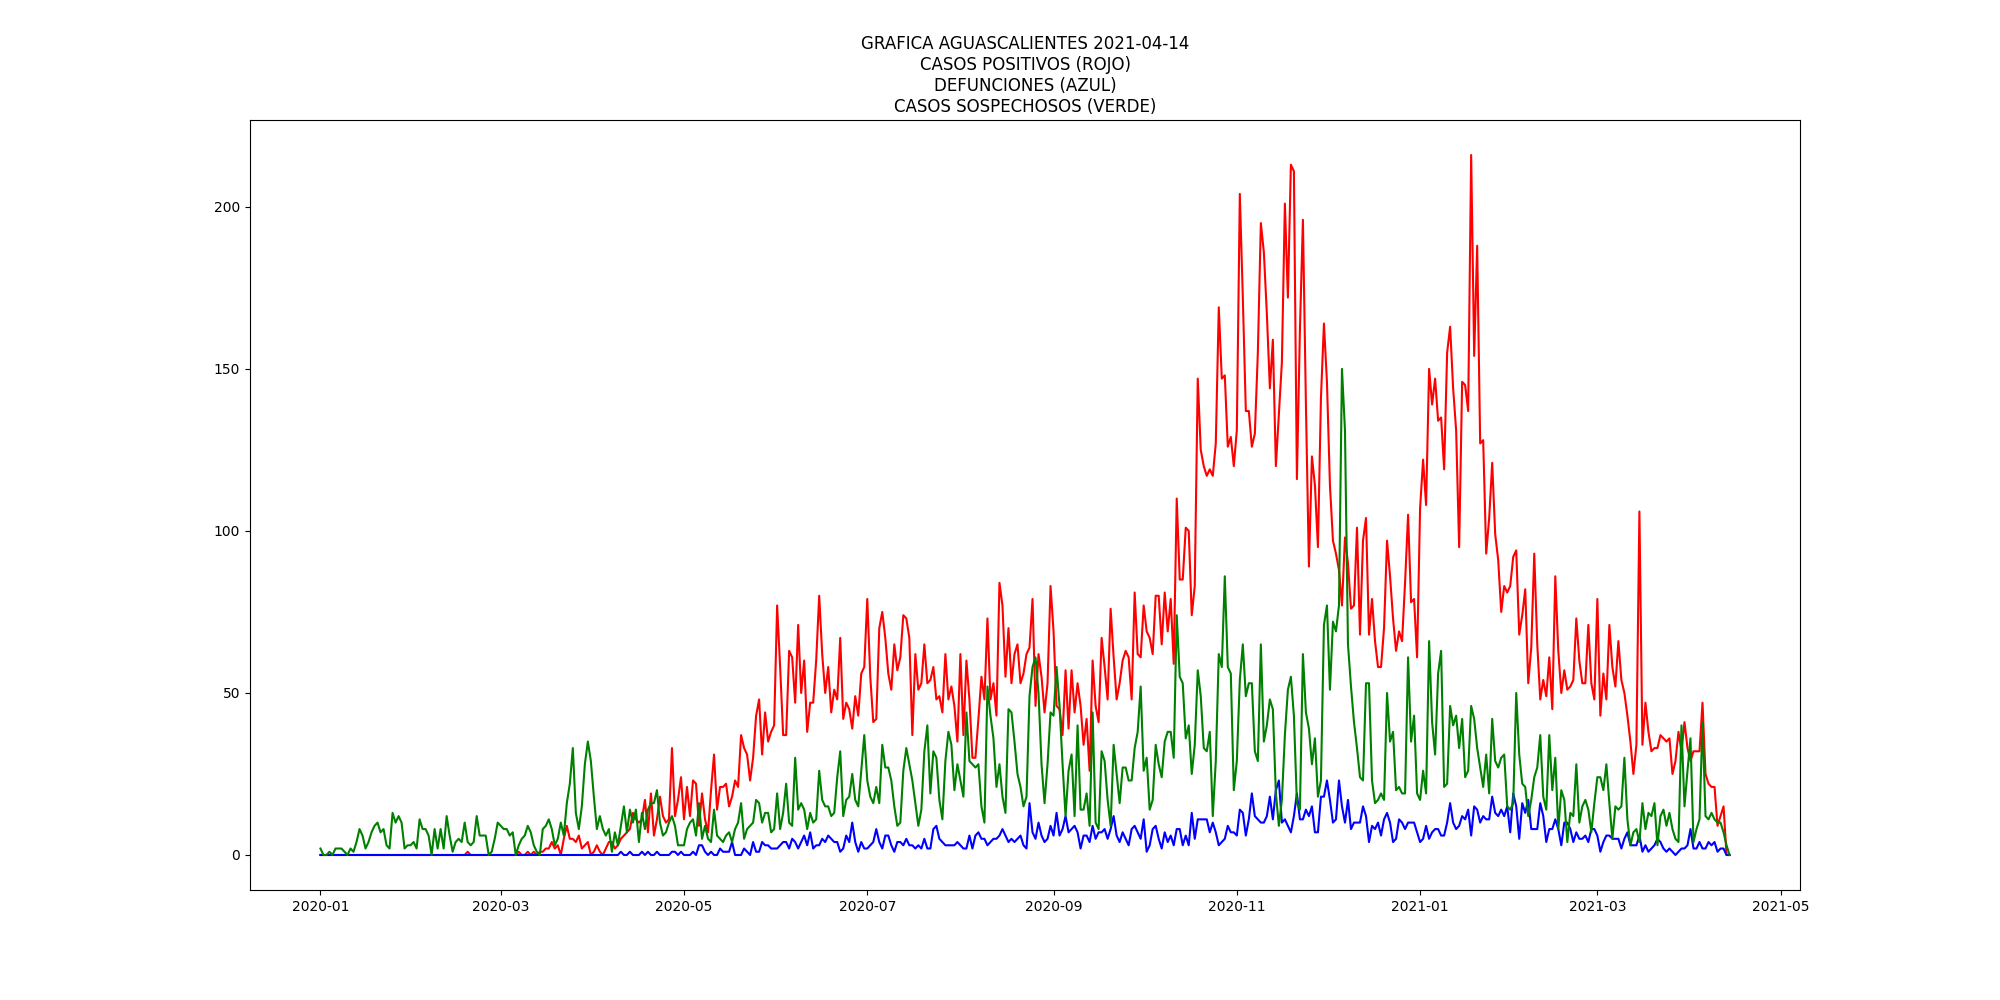 GRAFICA AGUASCALIENTES 2021-04-14
CASOS POSITIVOS (ROJO)
DEFUNCIONES (AZUL)
CASOS SOSPECHOSOS (VERDE)
200
150
100
50
0
2020-01 2020-03 2020-05 2020-07 2020-09 2020-11 2021-01 2021-03 2021-05